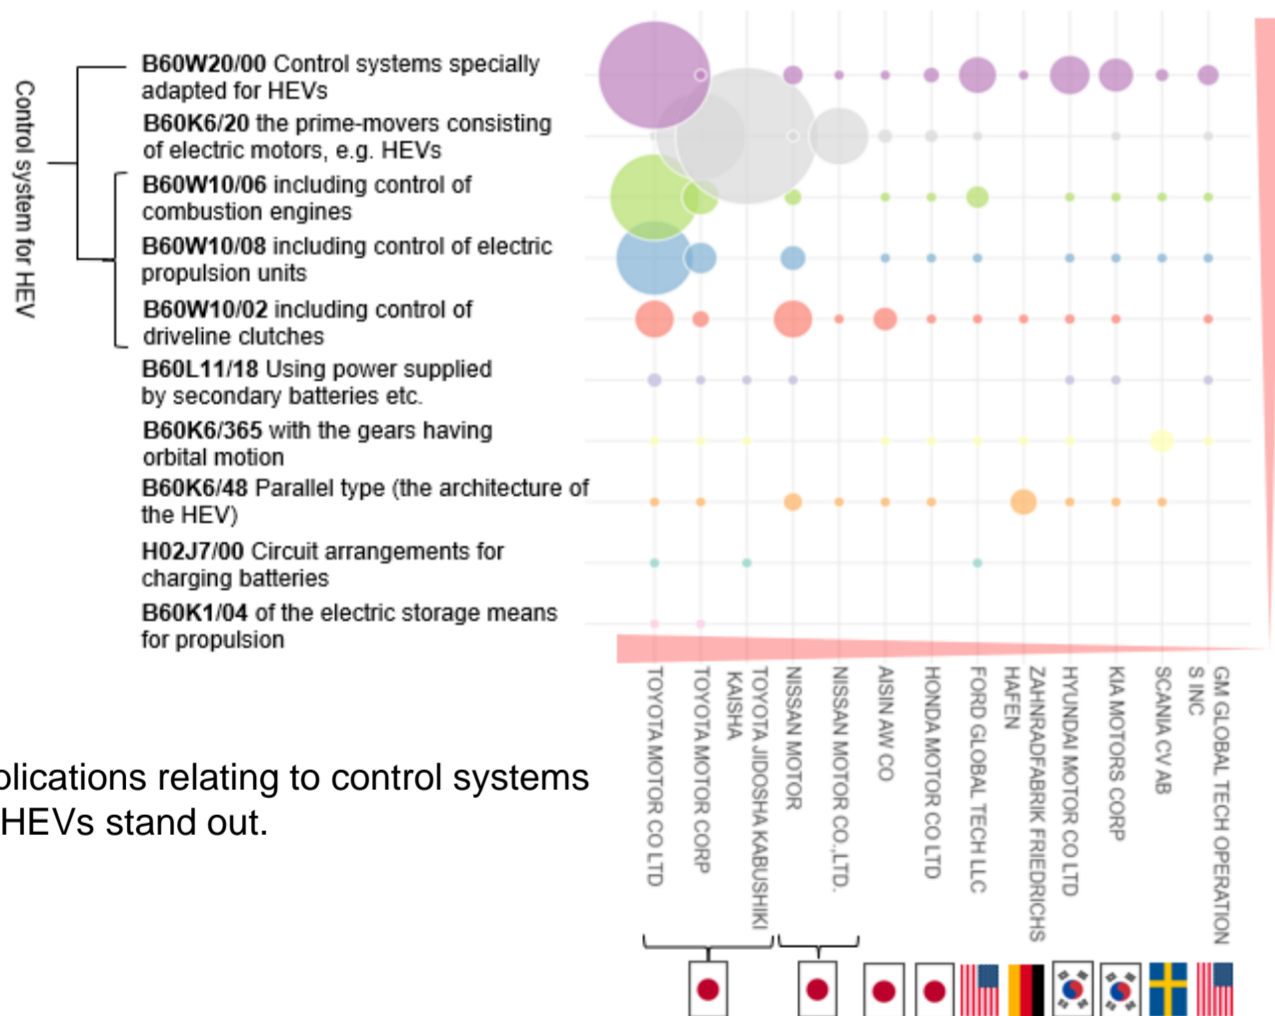 Control system for HEV
B60W20/00 Control systems specially
adapted for HEVs
B60K6/20 the prime-movers consisting
of electric motors, e.g. HEVs
B60W10/06 including control of
combustion engines
B60W10/08 including control of electric
propulsion units
B60W10/02 including control of
driveline clutches
B60L11/18 Using power supplied
by secondary batteries etc.
B60K6/365 with the gears having
orbital motion
B60K6/48 Parallel type (the architecture of
the HEV)
H02J7/00 Circuit arrangements for
charging batteries
B60K1/04 of the electric storage means
for propulsion
TOYOTA MOTOR CO LTD
TOYOTA MOTOR CORP
TOYOTA JIDOSHA KABUSHIKI
KAISHA
NISSAN MOTOR
NISSAN MOTOR CO.,LTD.
AISIN AW CO
HONDA MOTOR CO LTD
FORD GLOBAL TECH LLC
ZAHNRADFABRIK FRIEDRICHS
HAFEN
HYUNDAI MOTOR CO LTD
KIA MOTORS CORP
SCANIA CV AB
GM GLOBAL TECH OPERATION
S INC
plications relating to control systems
HEVs stand out.